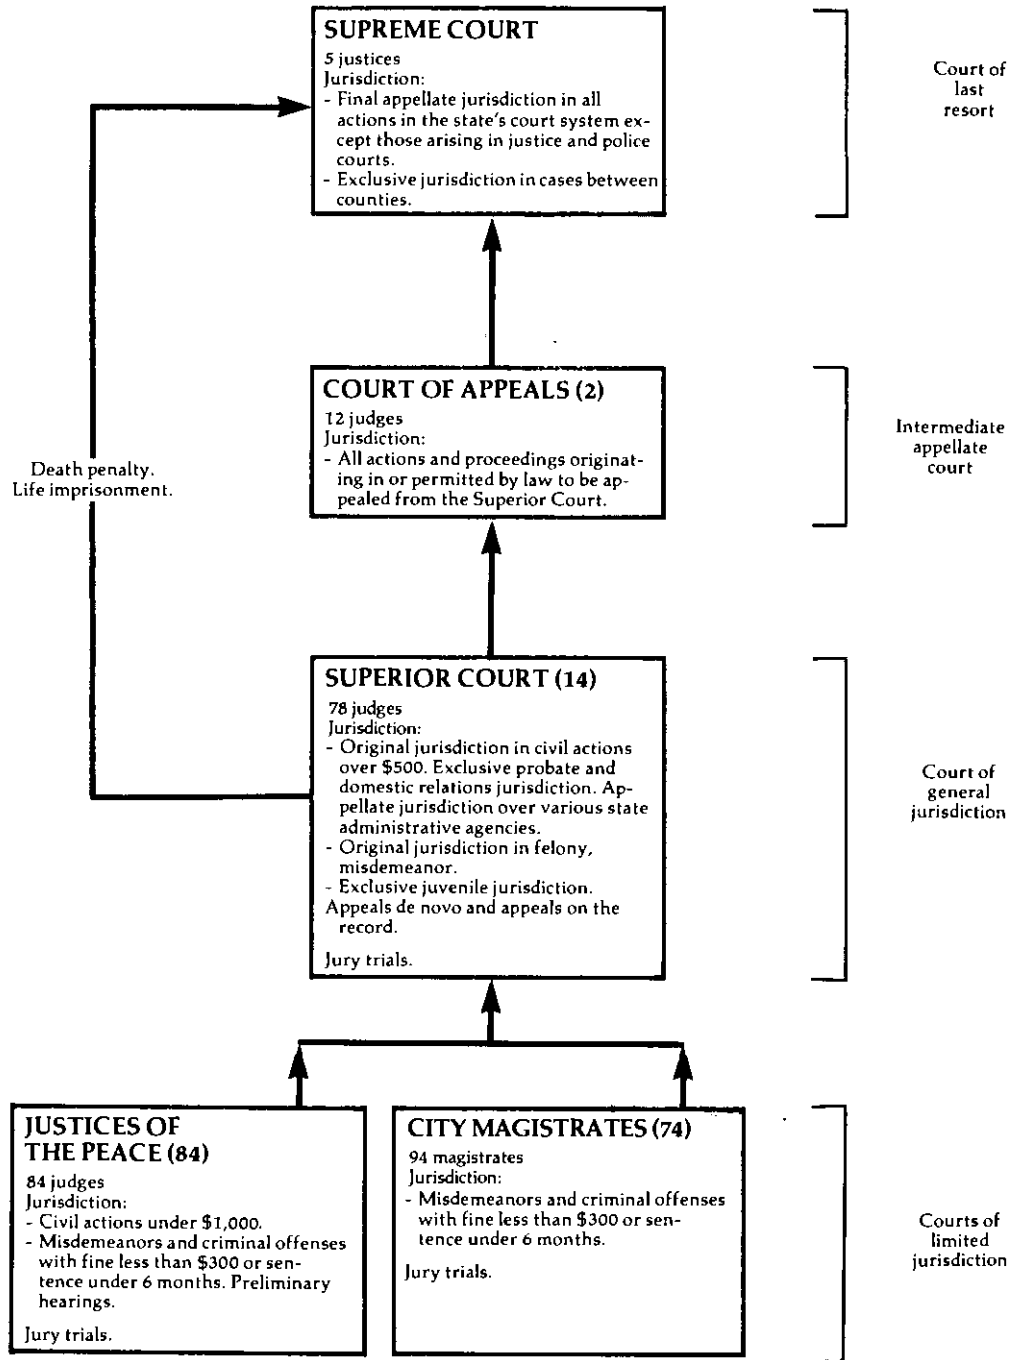 SUPREME COURT
5 justices
Jurisdiction:
- Final appellate jurisdiction in all
actions in the state's court system ex-
cept those arising in justice and police
courts.
- Exclusive jurisdiction in cases between
counties.
Court of
last
resort
COURT OF APPEALS (2)
12 judges
Jurisdiction:
- All actions and proceedings originat-
ing in or permitted by law to be ap-
pealed from the Superior Court.
Intermediate
appellate
court
Death penalty.
Life imprisonment.
SUPERIOR COURT (14)
78 judges
Jurisdiction:
- Original jurisdiction in civil actions
over $500. Exclusive probate and
domestic relations jurisdiction. Ap-
pellate jurisdiction over various state
administrative agencies.
- Original jurisdiction in felony,
misdemeanor.
- Exclusive juvenile jurisdiction.
Appeals de novo and appeals on the
record.
Jury trials.
Court of
general
jurisdiction
JUSTICES OF
THE PEACE (84)
84 judges
Jurisdiction:
- Civil actions under $1,000.
- Misdemeanors and criminal offenses
with fine less than $300 or sen-
tence under 6 months. Preliminary
hearings.
Jury trials.
CITY MAGISTRATES (74)
94 magistrates
Jurisdiction:
- Misdemeanors and criminal offenses
with fine less than $300 or sen-
tence under 6 months.
Jury trials.
Courts of
limited
jurisdiction